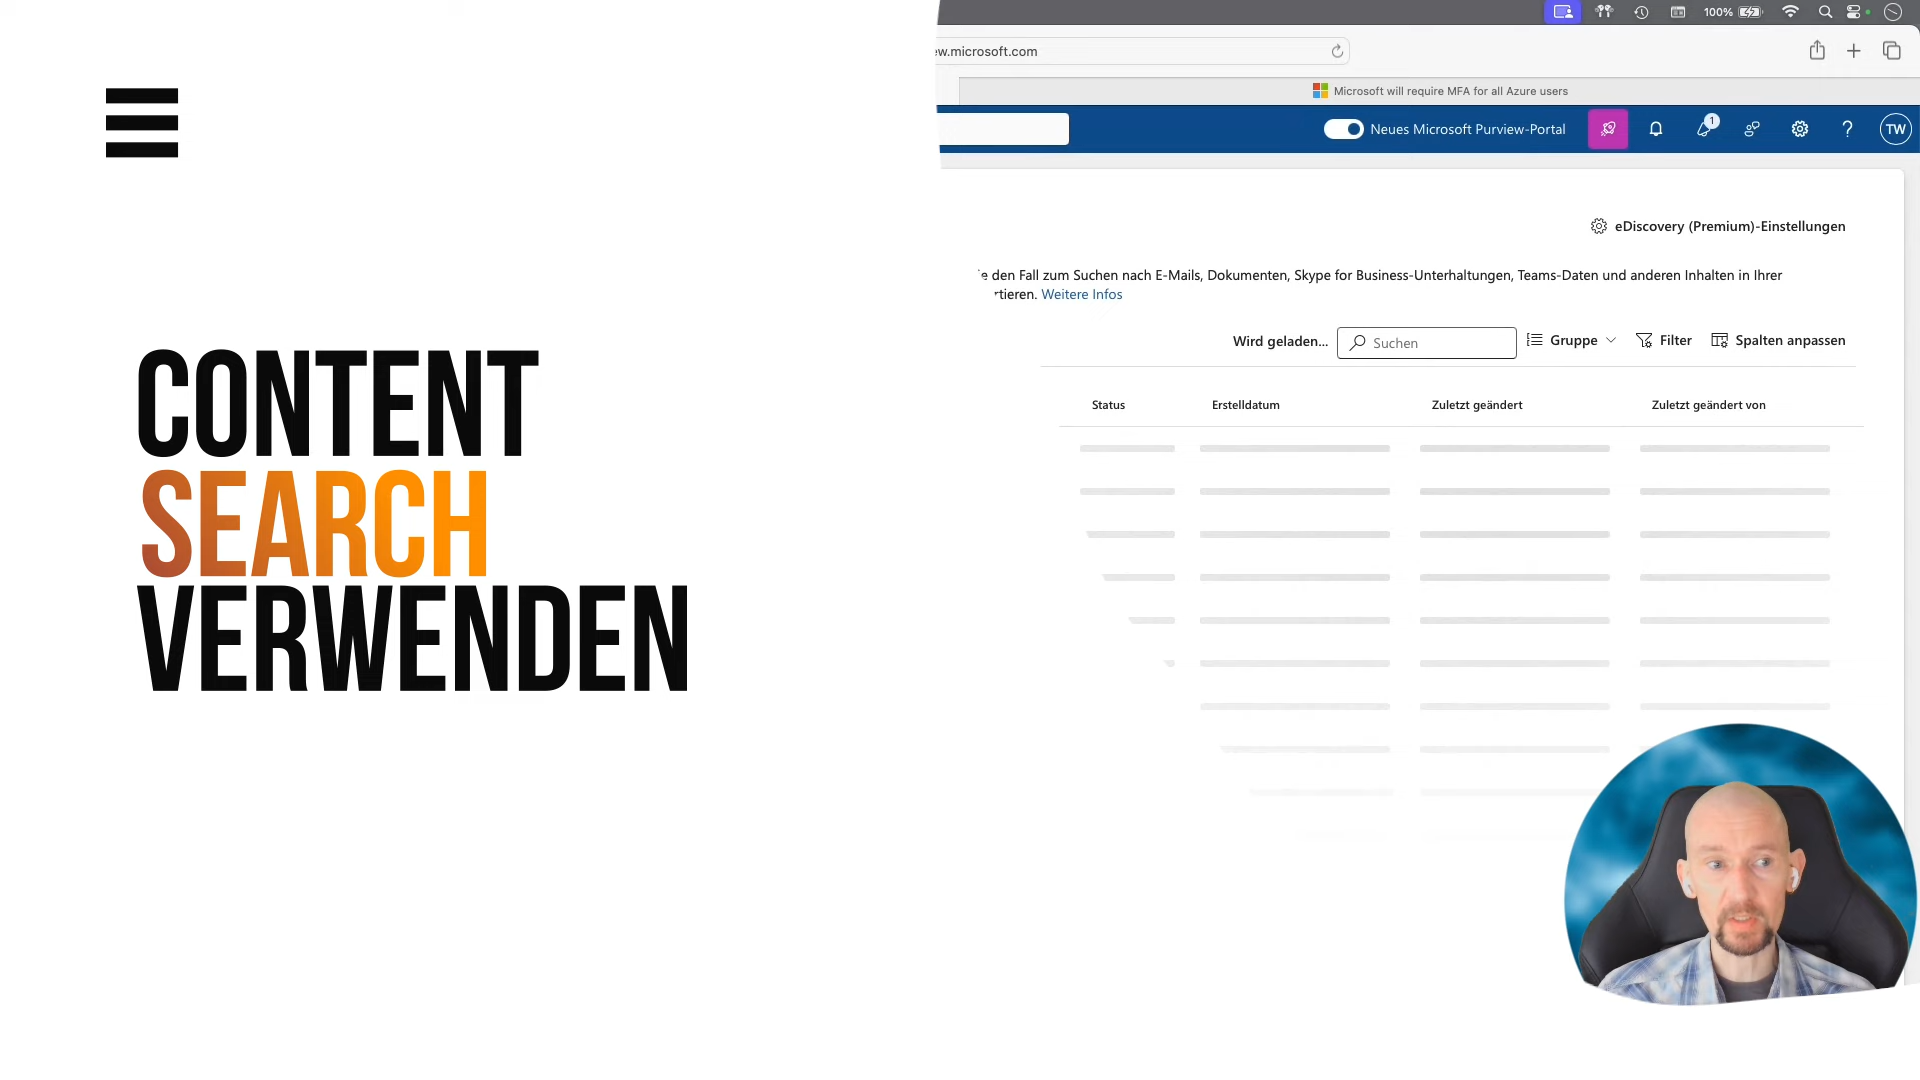 CONTENT
SEARCH
VERWENDEN
100%
ew.microsoft.com
Microsoft will require MFA for all Azure users
Neues Microsoft Purview-Portal
1
TW
eDiscovery (Premium)-Einstellungen
e den Fall zum Suchen nach E-Mails, Dokumenten, Skype for Business-Unterhaltungen, Teams-Daten und anderen Inhalten in Ihrer
rtieren. Weitere Infos
Wird geladen... Suchen Gruppe Filter Spalten anpassen
Status Erstelldatum Zuletzt geändert Zuletzt geändert von